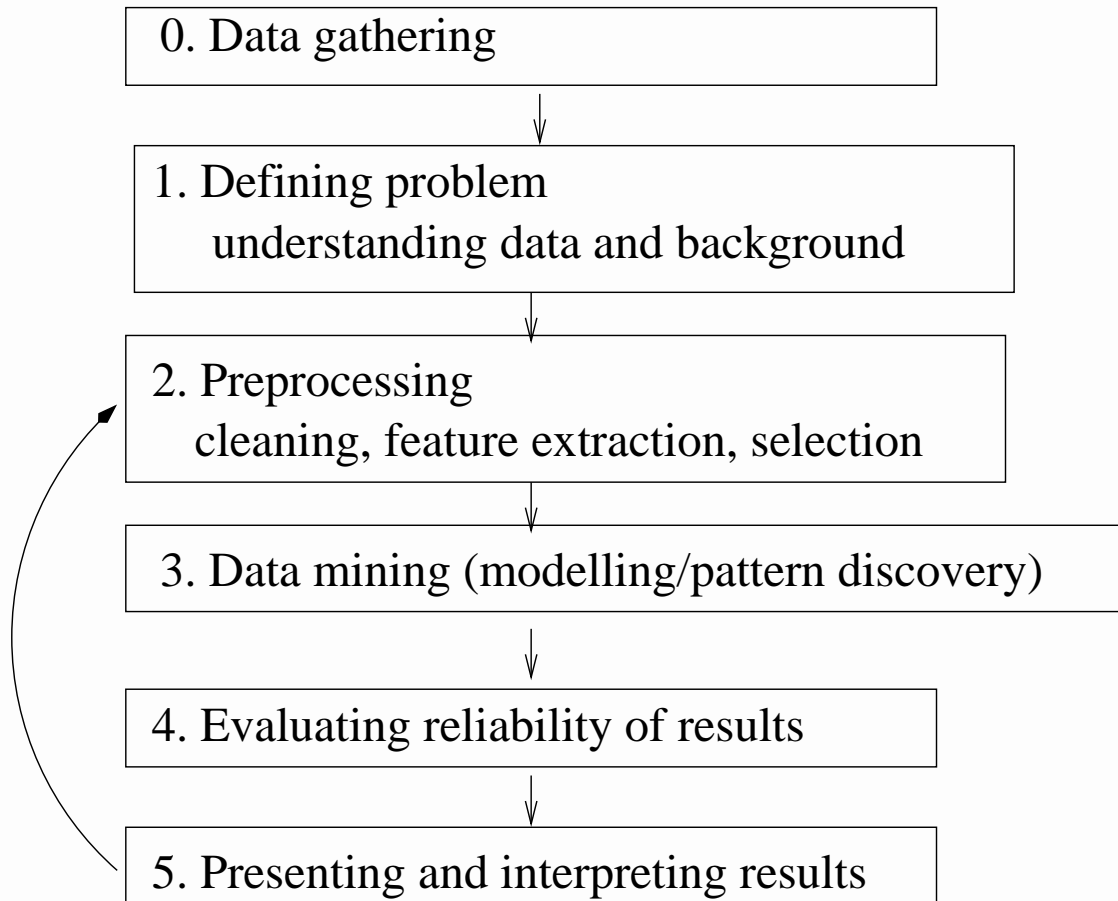 0. Data gathering
1. Defining problem
understanding data and background
2. Preprocessing
cleaning, feature extraction, selection
3. Data mining (modelling/pattern discovery)
4. Evaluating reliability of results
5. Presenting and interpreting results